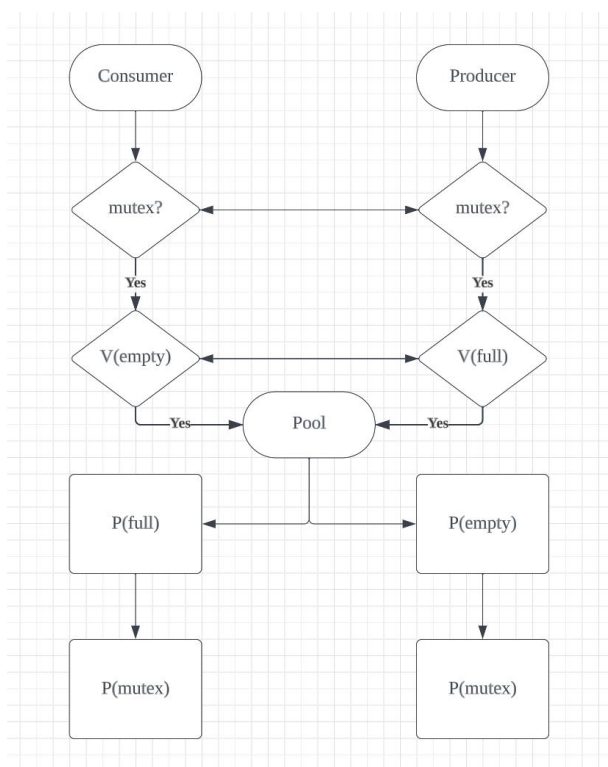 Consumer
Producer
mutex?
mutex?
Yes
Yes
V(empty)
V(full)
Yes
Pool
Yes
P(full)
P(empty)
P(mutex)
P(mutex)